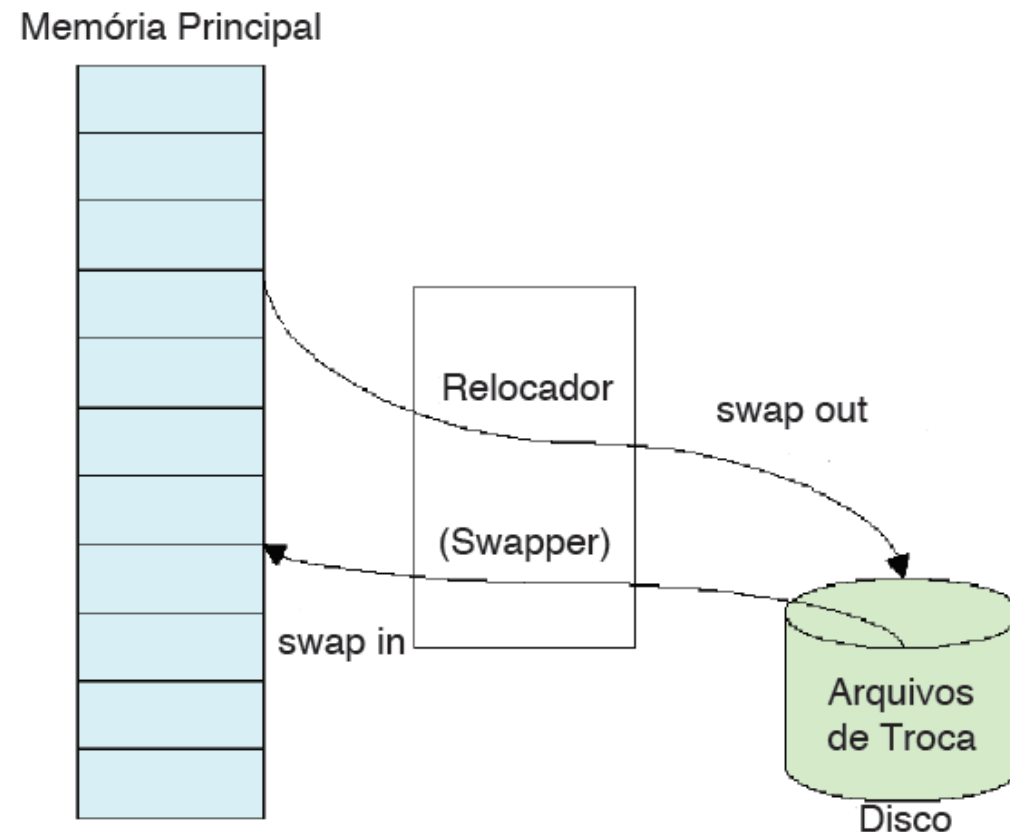 Memória Principal
Relocador
swap out
(Swapper)
swap in
Arquivos
de Troca
Disco